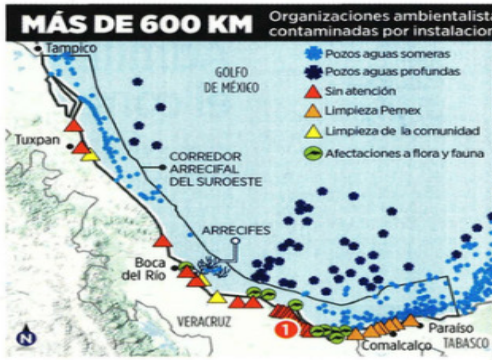 MÁS DE 600 KM
Organizaciones ambientalista
contaminadas por instalacion
Tampico
GOLFO
DE MÉXICO
Pozos aguas someras
Pozos aguas profundas
Sin atención
Limpieza Pemex
Limpieza de la comunidad
Afectaciones a flora y fauna
Tuxpan
CORREDOR
ARRECIFAL
DEL SUROESTE
ARRECIFES
Boca
del Río
VERACRUZ
1
Paraíso
Comalcalco
TABASCO
N